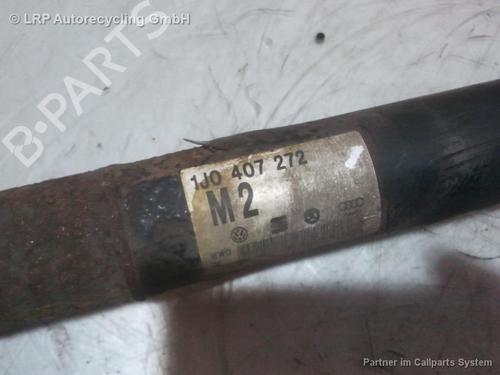 © LRP Autorecycling GmbH
B-PARTS
1J0 407 272
M2
Partner im Callparts System